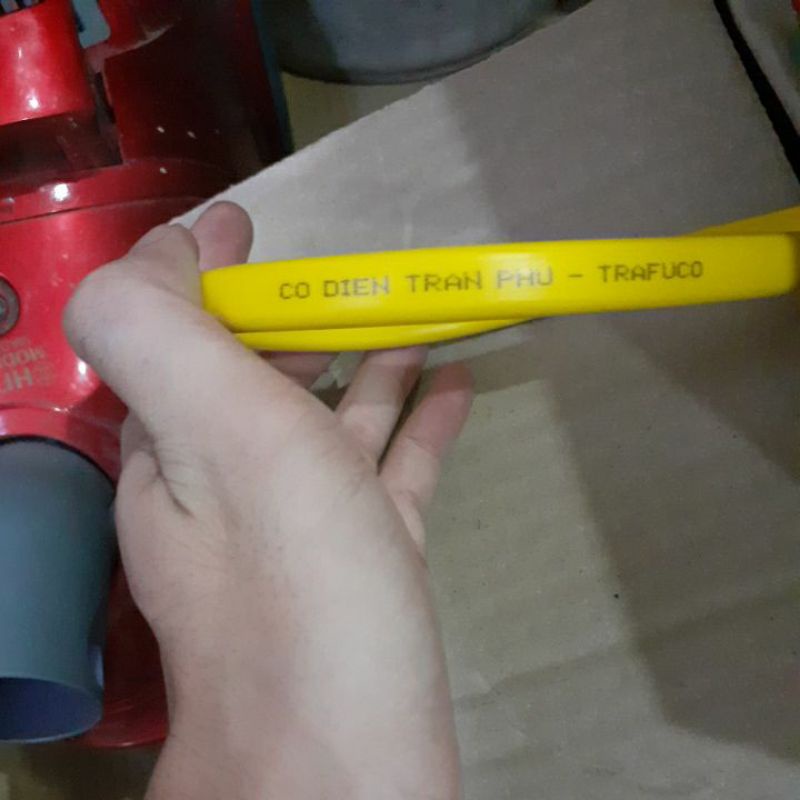 CO DIEN TRAN PHU - TRAFUCO